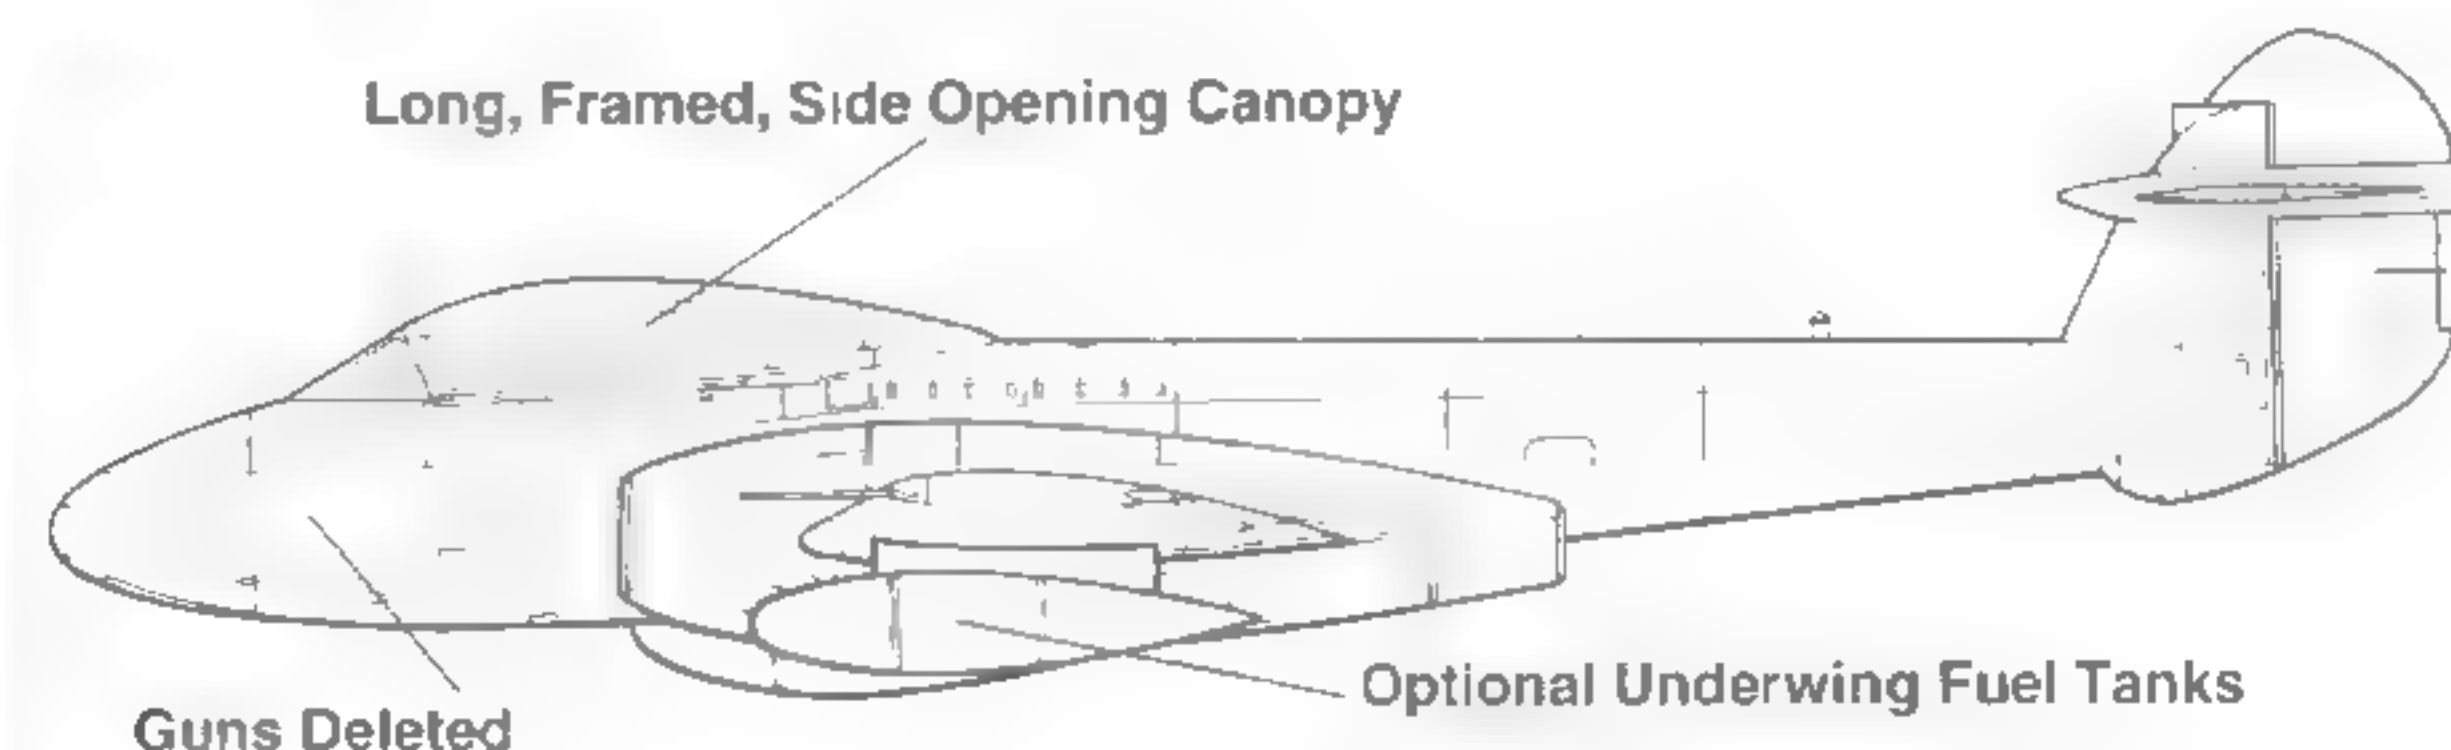 Long, Framed, Side Opening Canopy
Optional Underwing Fuel Tanks
Guns Deleted